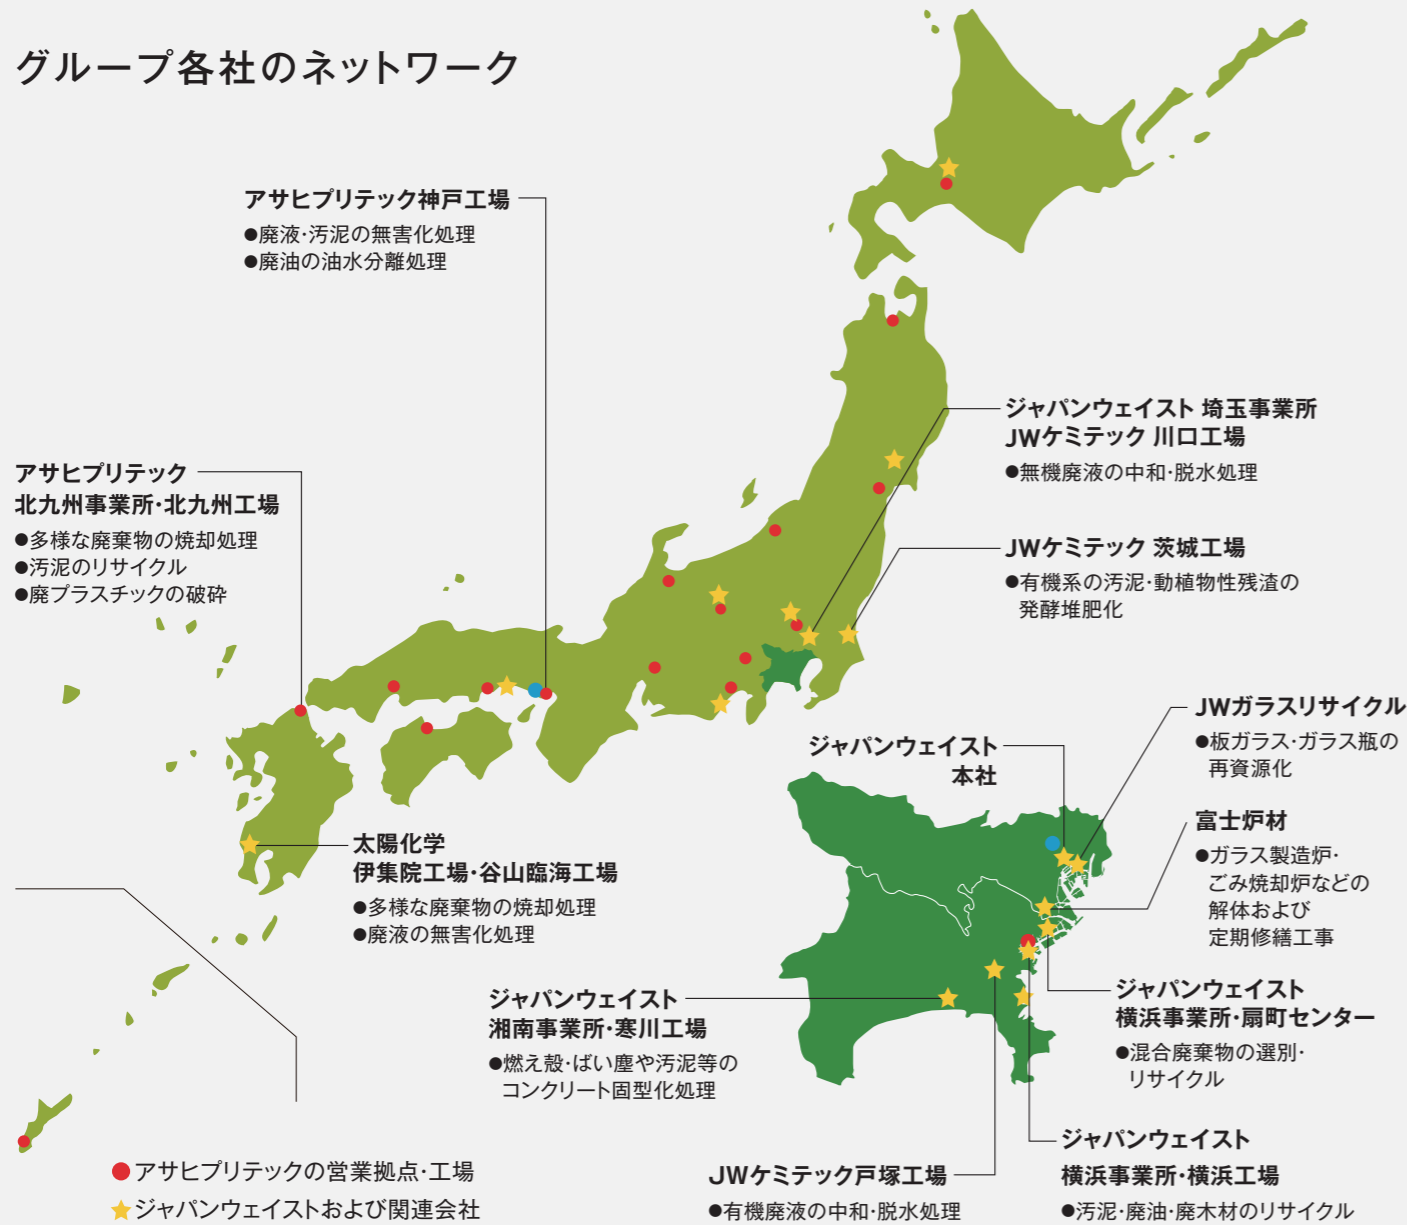 グループ各社のネットワーク
アサヒプリテック神戸工場
●廃液・汚泥の無害化処理
●廃油の油水分離処理
アサヒプリテック
北九州事業所・北九州工場
●多様な廃棄物の焼却処理
●汚泥のリサイクル
●廃プラスチックの破砕
ジャパンウェイスト 埼玉事業所
JWケミテック 川口工場
●無機廃液の中和・脱水処理
JWケミテック 茨城工場
●有機系の汚泥・動植物性残渣の
発酵堆肥化
JWガラスリサイクル
●板ガラス・ガラス瓶の
再資源化
ジャパンウェイスト
本社
富士炉材
●ガラス製造炉・
ごみ焼却炉などの
解体および
定期修繕工事
太陽化学
伊集院工場・谷山臨海工場
●多様な廃棄物の焼却処理
●廃液の無害化処理
ジャパンウェイスト
湘南事業所・寒川工場
●燃え殻・ばい塵や汚泥等の
コンクリート固型化処理
ジャパンウェイスト
横浜事業所・扇町センター
●混合廃棄物の選別・
リサイクル
JWケミテック戸塚工場
●有機廃液の中和・脱水処理
ジャパンウェイスト
横浜事業所・横浜工場
●汚泥・廃油・廃木材のリサイクル
アサヒプリテックの営業拠点・工場
ジャパンウェイストおよび関連会社